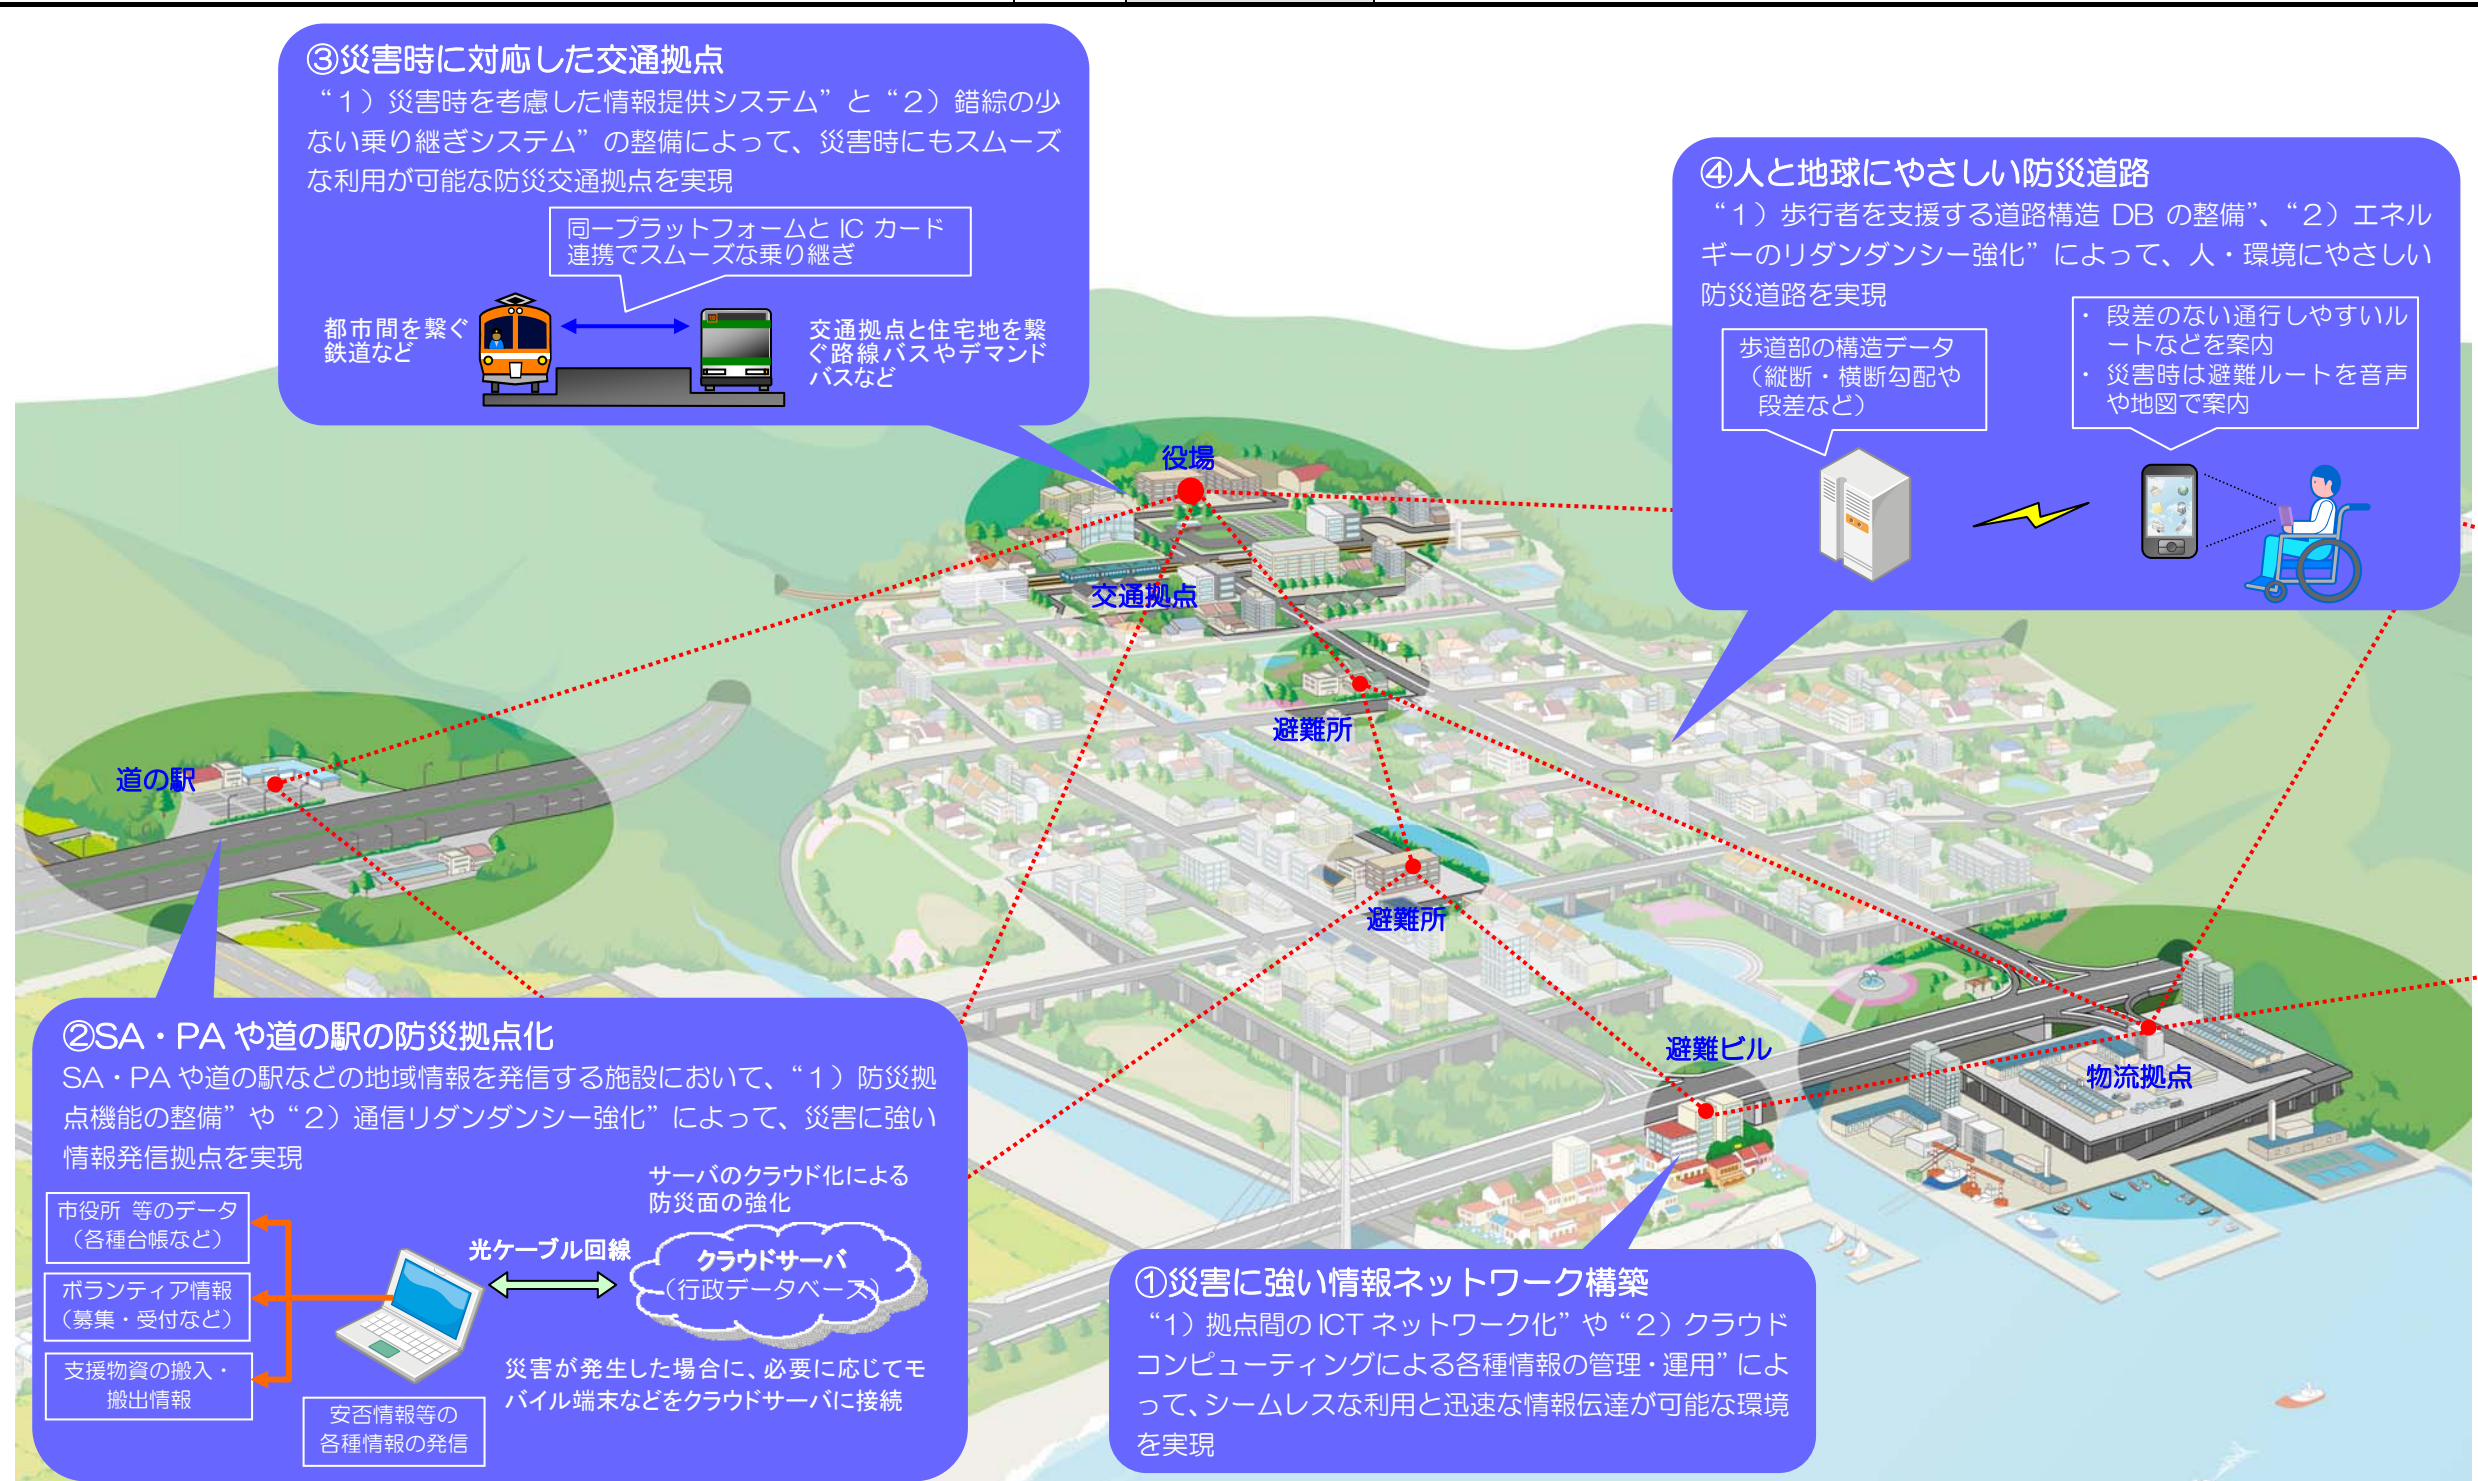 ③災害時に対応した交通拠点
“１）災害時を考慮した情報提供システム”と“２）錯綜の少
ない乗り継ぎシステム”の整備によって、災害時にもスムーズ
な利用が可能な防災交通拠点を実現
同一プラットフォームと IC カード
連携でスムーズな乗り継ぎ
都市間を繋ぐ
鉄道など
交通拠点と住宅地を繋
ぐ路線バスやデマンド
バスなど
④人と地球にやさしい防災道路
“１）歩行者を支援する道路構造 DB の整備”、“２）エネル
ギーのリダンダンシー強化”によって、人・環境にやさしい
防災道路を実現
歩道部の構造データ
（縦断・横断勾配や
段差など）
・ 段差のない通行しやすいル
ートなどを案内
・ 災害時は避難ルートを音声
や地図で案内
役場
交通拠点
避難所
道の駅
避難所
避難ビル
物流拠点
②SA・PA や道の駅の防災拠点化
SA・PA や道の駅などの地域情報を発信する施設において、“１）防災拠
点機能の整備”や“２）通信リダンダンシー強化”によって、災害に強い
情報発信拠点を実現
サーバのクラウド化による
防災面の強化
市役所 等のデータ
（各種台帳など）
ボランティア情報
（募集・受付など）
支援物資の搬入・
搬出情報
光ケーブル回線
クラウドサーバ
（行政データベース）
災害が発生した場合に、必要に応じてモ
バイル端末などをクラウドサーバに接続
安否情報等の
各種情報の発信
①災害に強い情報ネットワーク構築
“1）拠点間の ICT ネットワーク化”や“２）クラウド
コンピューティングによる各種情報の管理・運用”によ
って、シームレスな利用と迅速な情報伝達が可能な環境
を実現